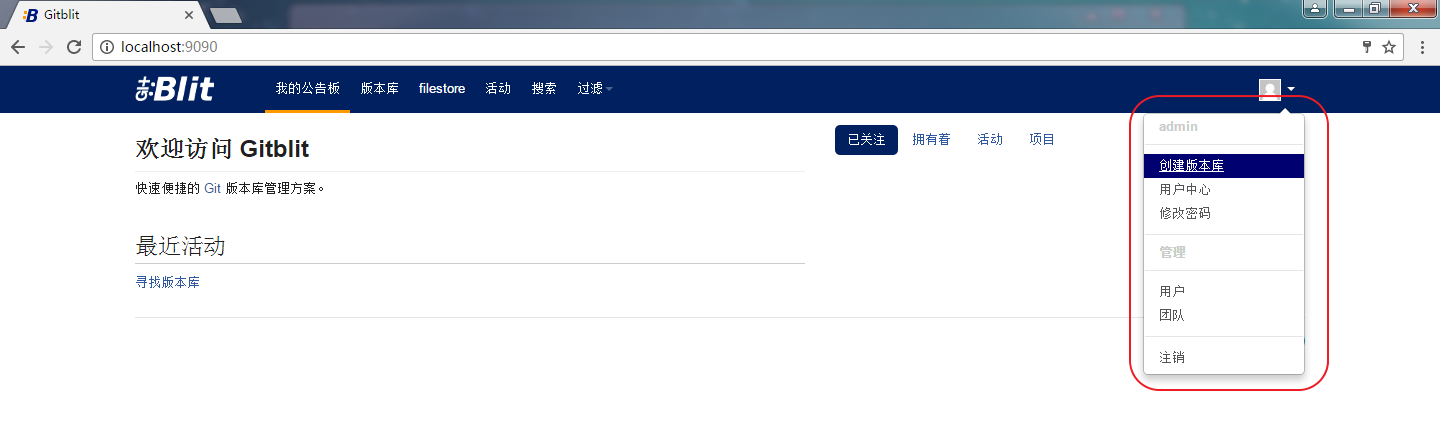 Gitblit
localhost:9090
Blit 我的公告板 版本库 filestore 活动 搜索 过滤
欢迎访问 Gitblit
快速便捷的 Git 版本库管理方案。
最近活动
寻找版本库
已关注 拥有着 活动 项目
admin
创建版本库
用户中心
修改密码
管理
用户
团队
注销